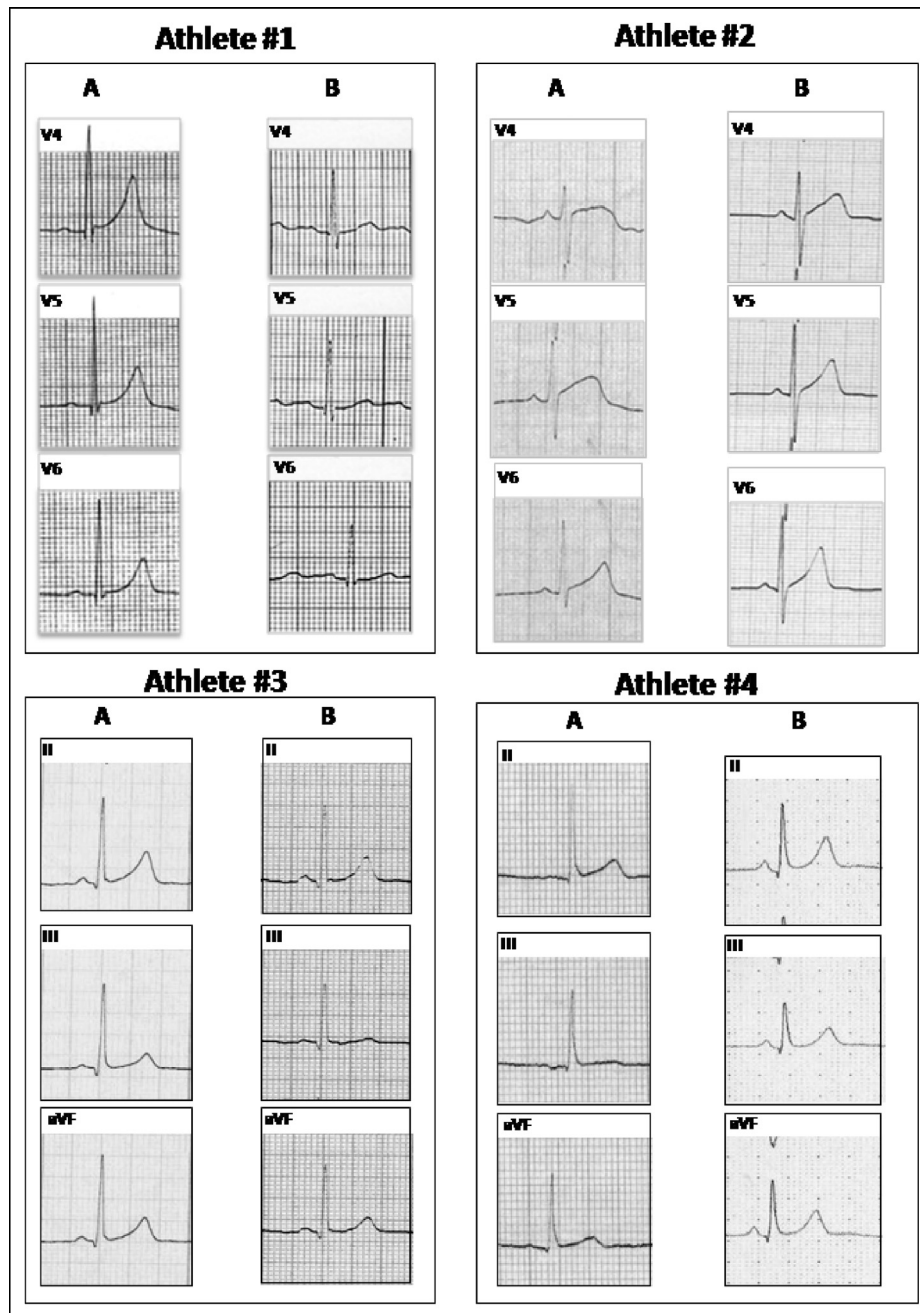 Athlete #1
A
B
V4
V4
V5
V5
V6
V6
Athlete #2
A
B
V4
V4
V5
V5
V6
V6
Athlete #3
A
B
II
II
III
III
aVF
aVF
Athlete #4
A
B
II
II
III
III
aVF
aVF